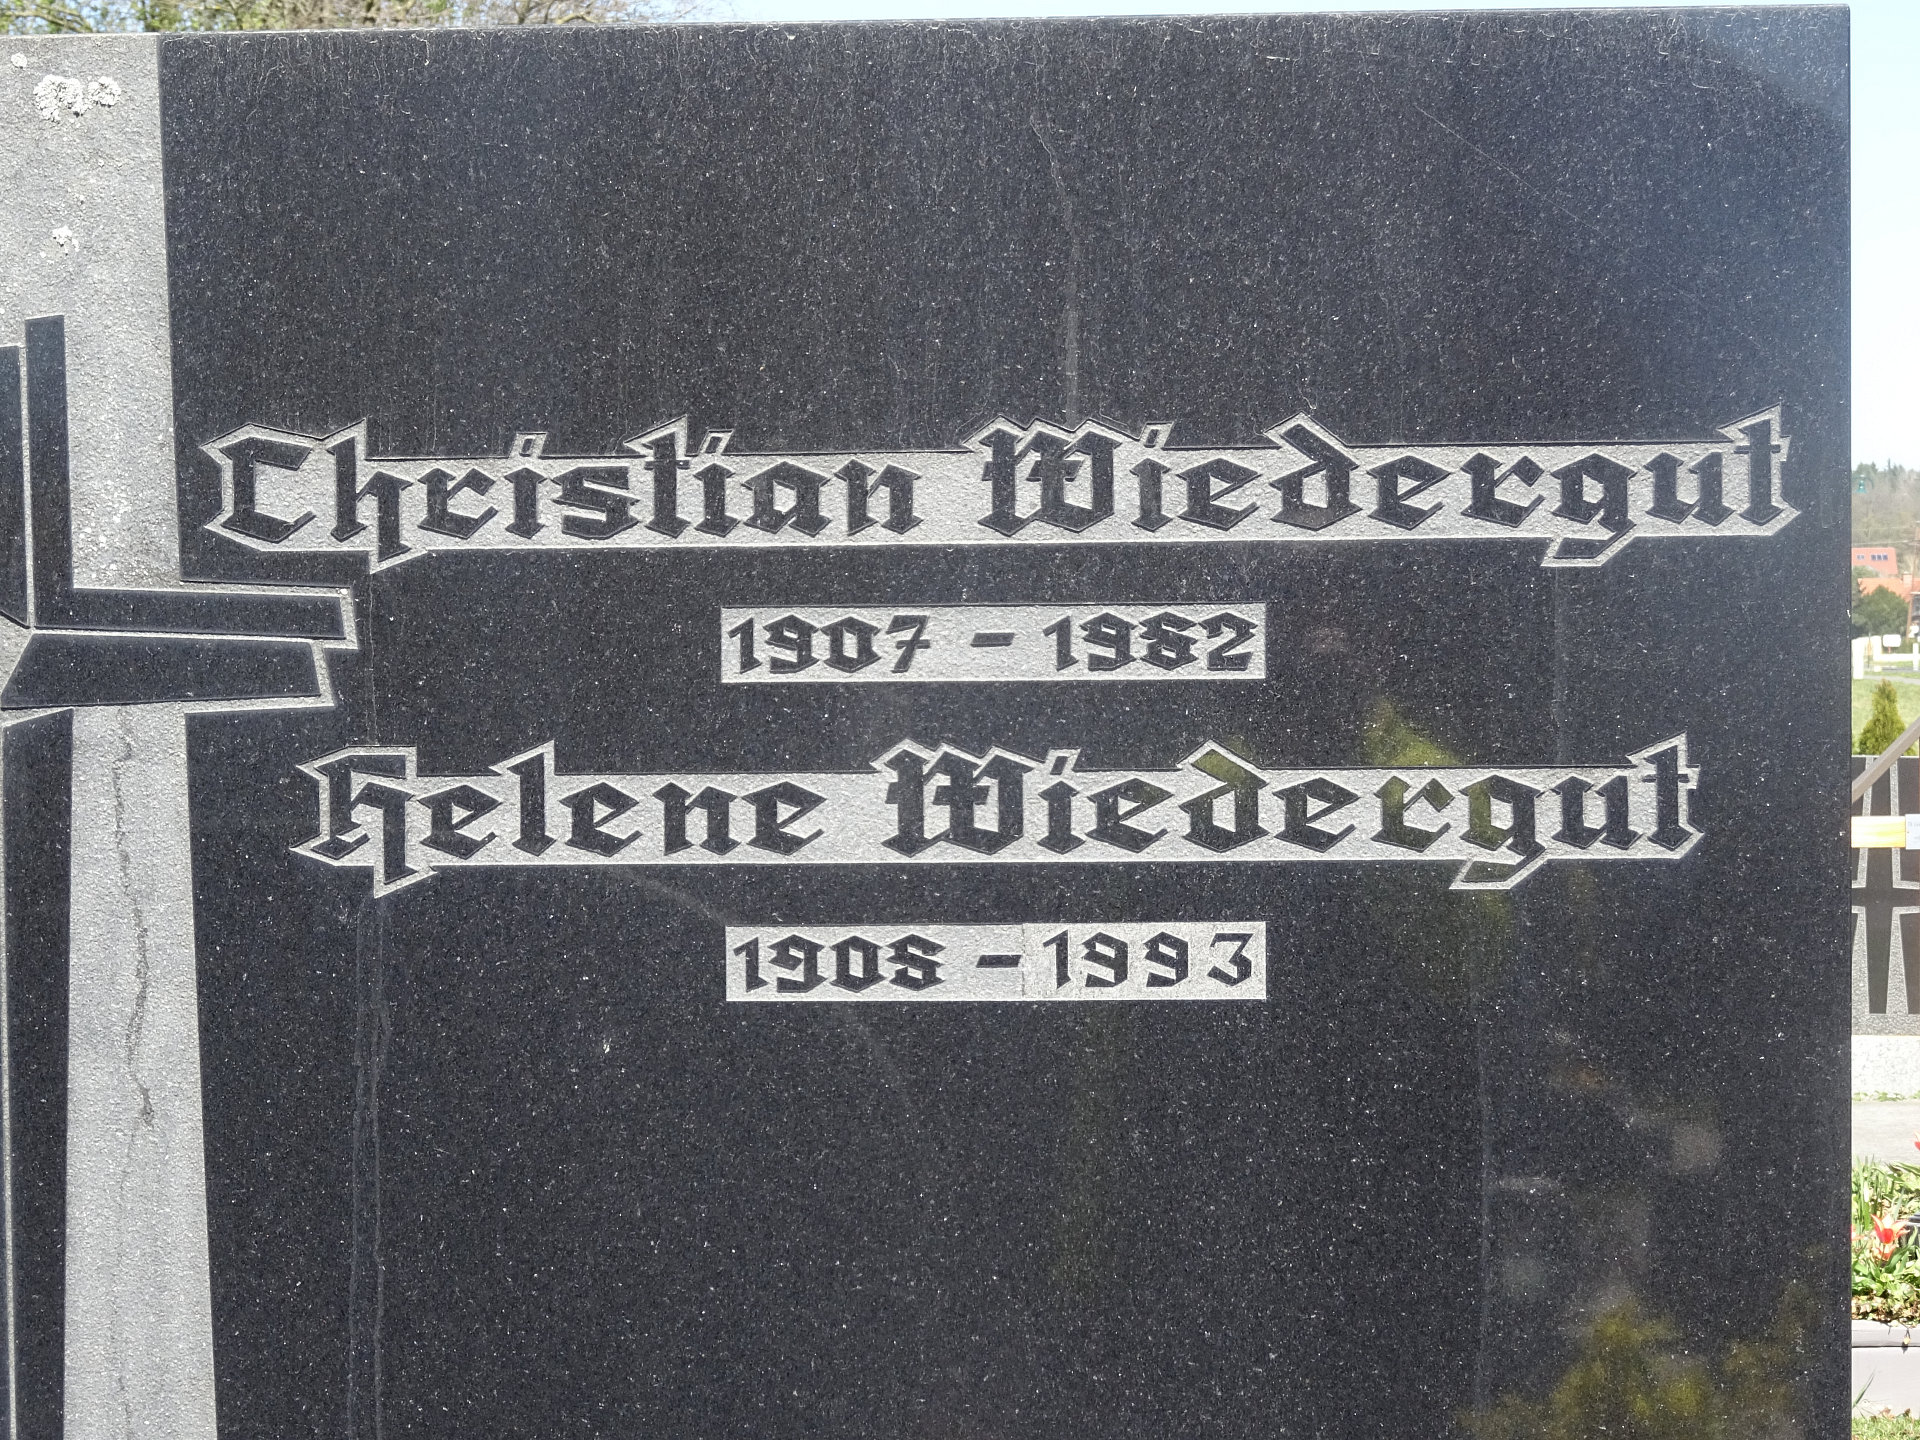 Christian Wiedergut
1907 - 1982
Helene Wiedergut
1908 - 1993